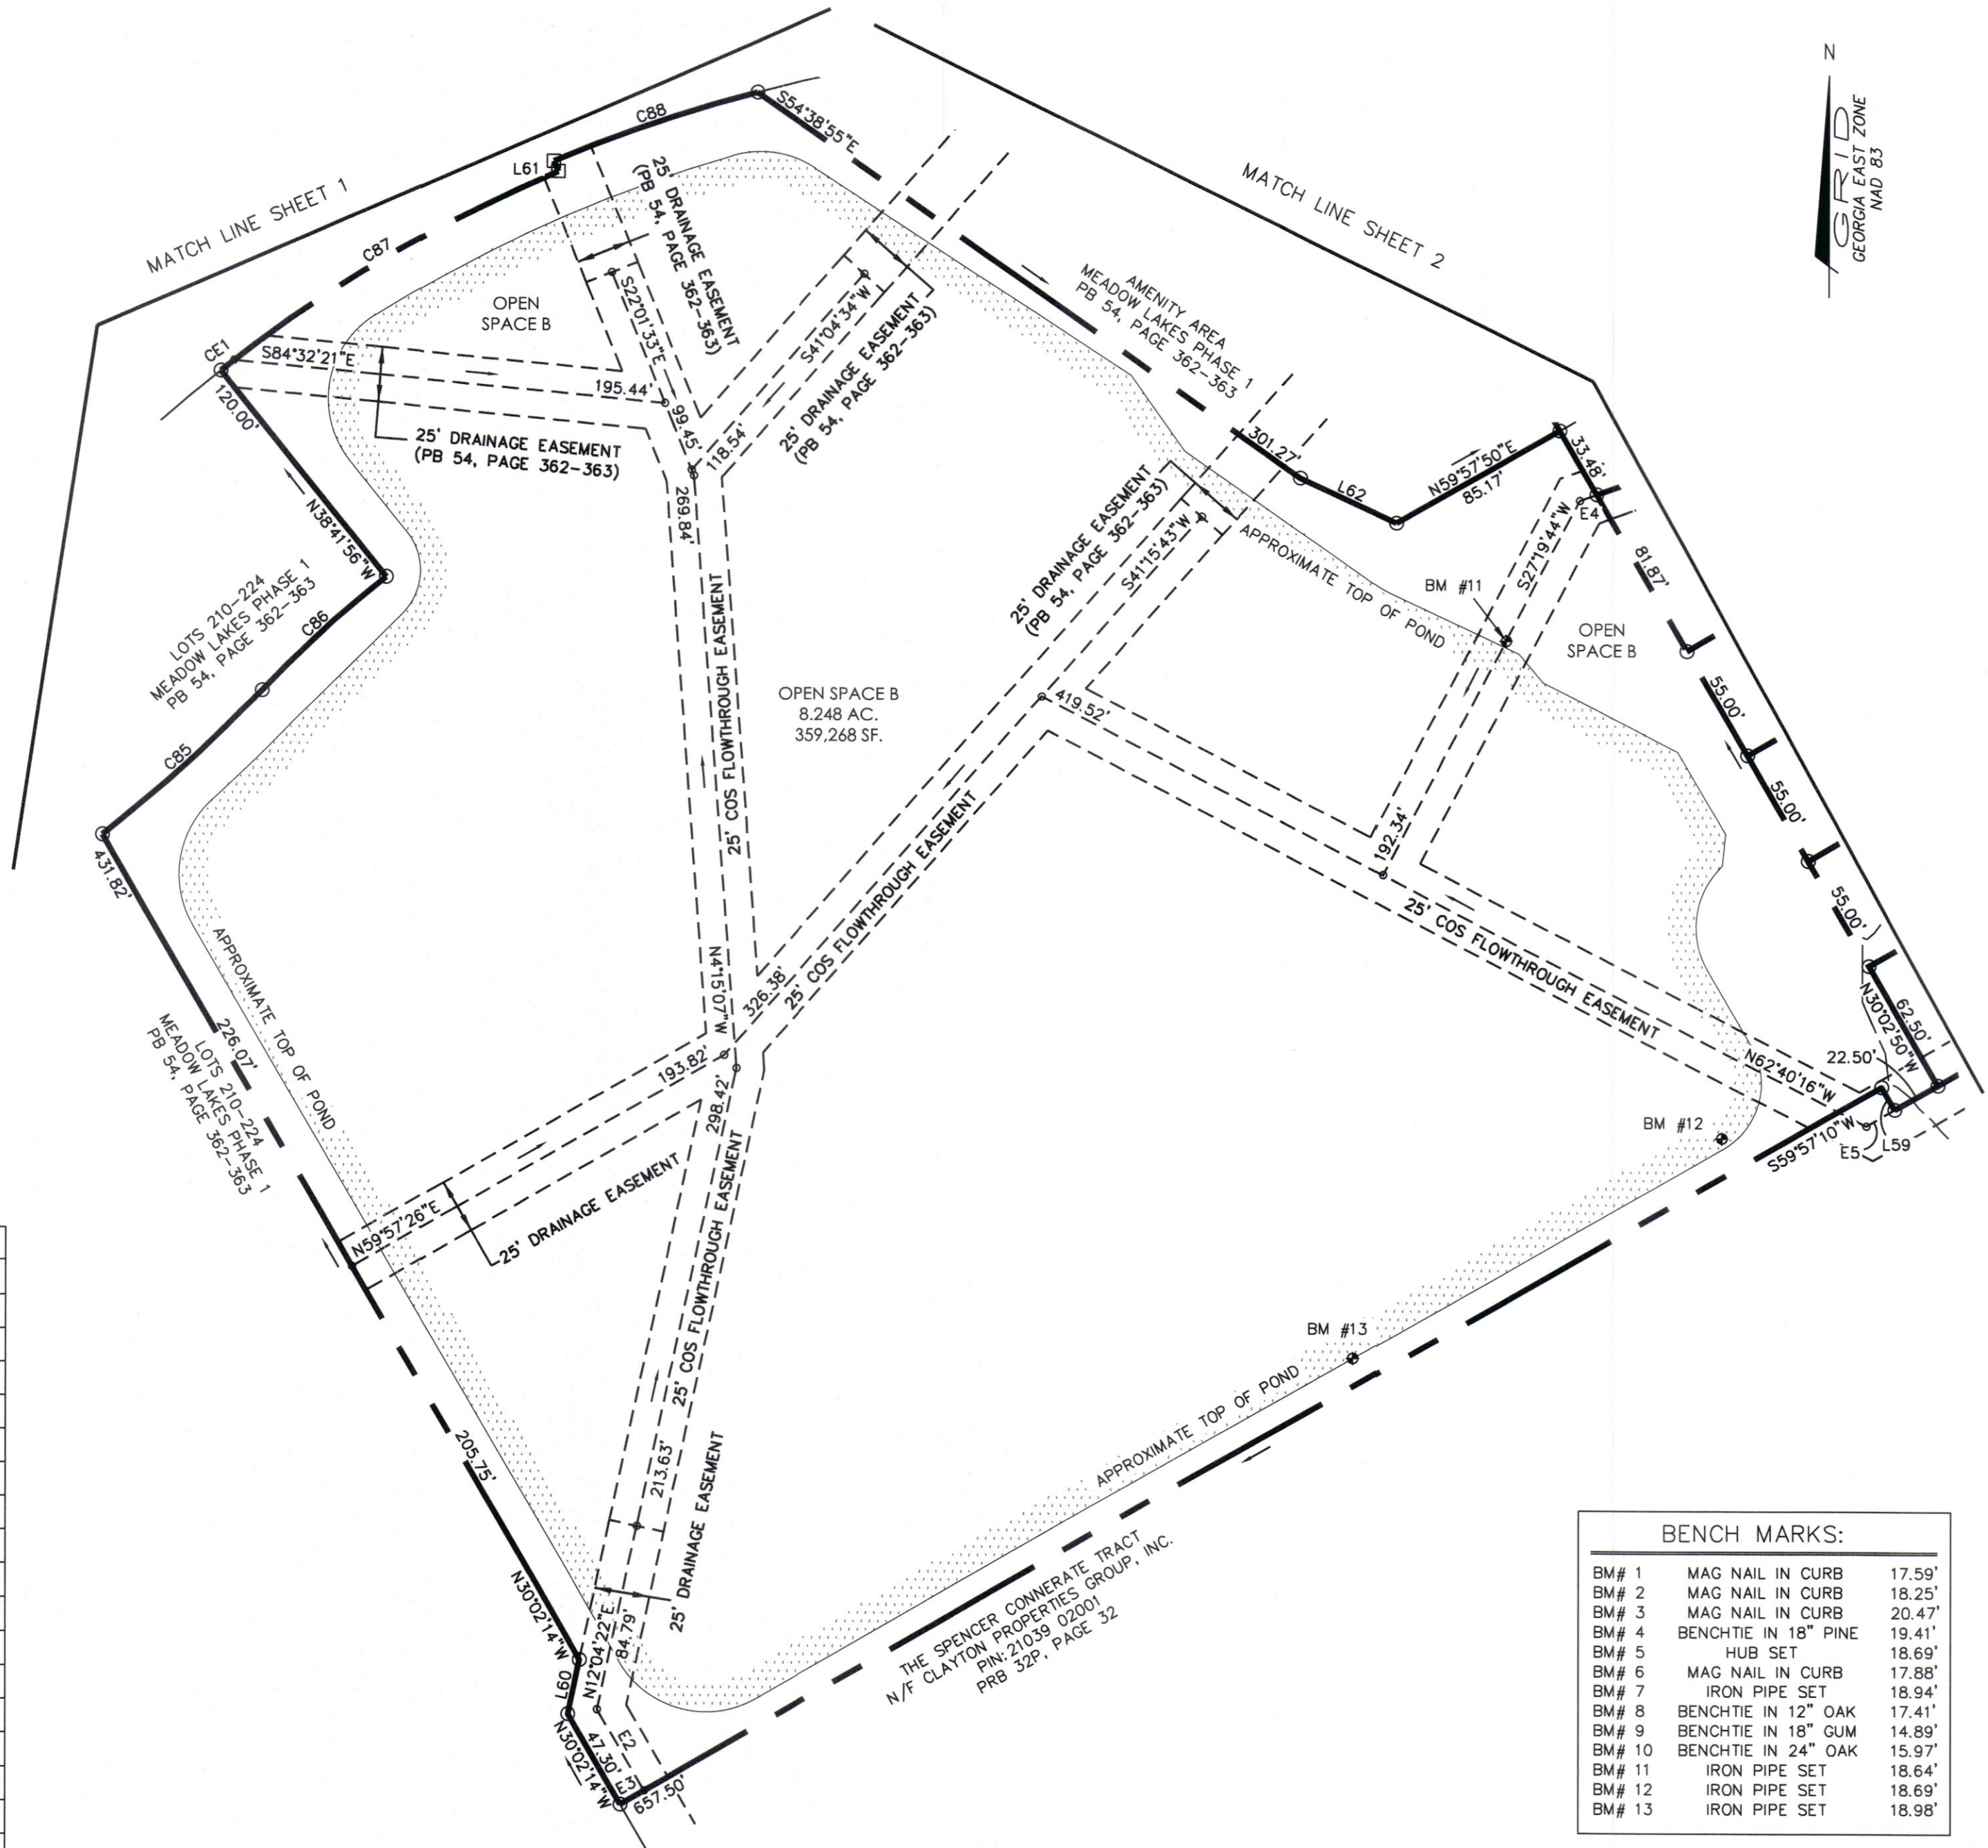 N
GRID
GEORGIA EAST ZONE
NAD 83
MATCH LINE SHEET 1
MATCH LINE SHEET 2
C88
S54°38'55"E
L61
C87
25' DRAINAGE EASEMENT
(PB 54, PAGE 362-363)
OPEN
SPACE B
S22°01'33"E
99.45'
S41°04'34"W
118.54'
25' DRAINAGE EASEMENT
(PB 54, PAGE 362-363)
AMENITY AREA
MEADOW LAKES PHASE 1
PB 54, PAGE 362-363
CE1
S84°32'21"E
195.44'
120.00'
N38°41'56"W
25' DRAINAGE EASEMENT
(PB 54, PAGE 362-363)
301.27'
L62
N59°57'50"E
85.17'
33.48'
E4
S27°19'44"W
192.34'
81.87'
269.84'
25' DRAINAGE EASEMENT
(PB 54, PAGE 362-363)
S41°15'43"W
APPROXIMATE TOP OF POND
BM #11
OPEN
SPACE B
LOTS 210-224
MEADOW LAKES PHASE 1
PB 54, PAGE 362-363
C86
C85
25' COS FLOWTHROUGH EASEMENT
OPEN SPACE B
8.248 AC.
359,268 SF.
419.52'
55.00'
55.00'
55.00'
431.82'
25' COS FLOWTHROUGH EASEMENT
25' COS FLOWTHROUGH EASEMENT
N4°15'07"W
326.38'
N62°40'16"W
N30°02'50"W
62.50'
22.50'
APPROXIMATE TOP OF POND
226.07'
LOTS 210-224
MEADOW LAKES PHASE 1
PB 54, PAGE 362-363
193.82'
298.42'
BM #12
S59°57'10"W
E5
L59
N59°57'26"E
25' DRAINAGE EASEMENT
25' COS FLOWTHROUGH EASEMENT
BM #13
APPROXIMATE TOP OF POND
205.75'
213.63'
25' DRAINAGE EASEMENT
N30°02'14"W
N12°04'22"E
84.79'
L60
THE SPENCER CONNERATE TRACT
N/F CLAYTON PROPERTIES GROUP, INC.
PIN:21039 02001
PRB 32P, PAGE 32
N30°02'14"W
47.30'
E2
E3
657.50'
BENCH MARKS:
BM# 1 MAG NAIL IN CURB 17.59'
BM# 2 MAG NAIL IN CURB 18.25'
BM# 3 MAG NAIL IN CURB 20.47'
BM# 4 BENCHTIE IN 18" PINE 19.41'
BM# 5 HUB SET 18.69'
BM# 6 MAG NAIL IN CURB 17.88'
BM# 7 IRON PIPE SET 18.94'
BM# 8 BENCHTIE IN 12" OAK 17.41'
BM# 9 BENCHTIE IN 18" GUM 14.89'
BM# 10 BENCHTIE IN 24" OAK 15.97'
BM# 11 IRON PIPE SET 18.64'
BM# 12 IRON PIPE SET 18.69'
BM# 13 IRON PIPE SET 18.98'